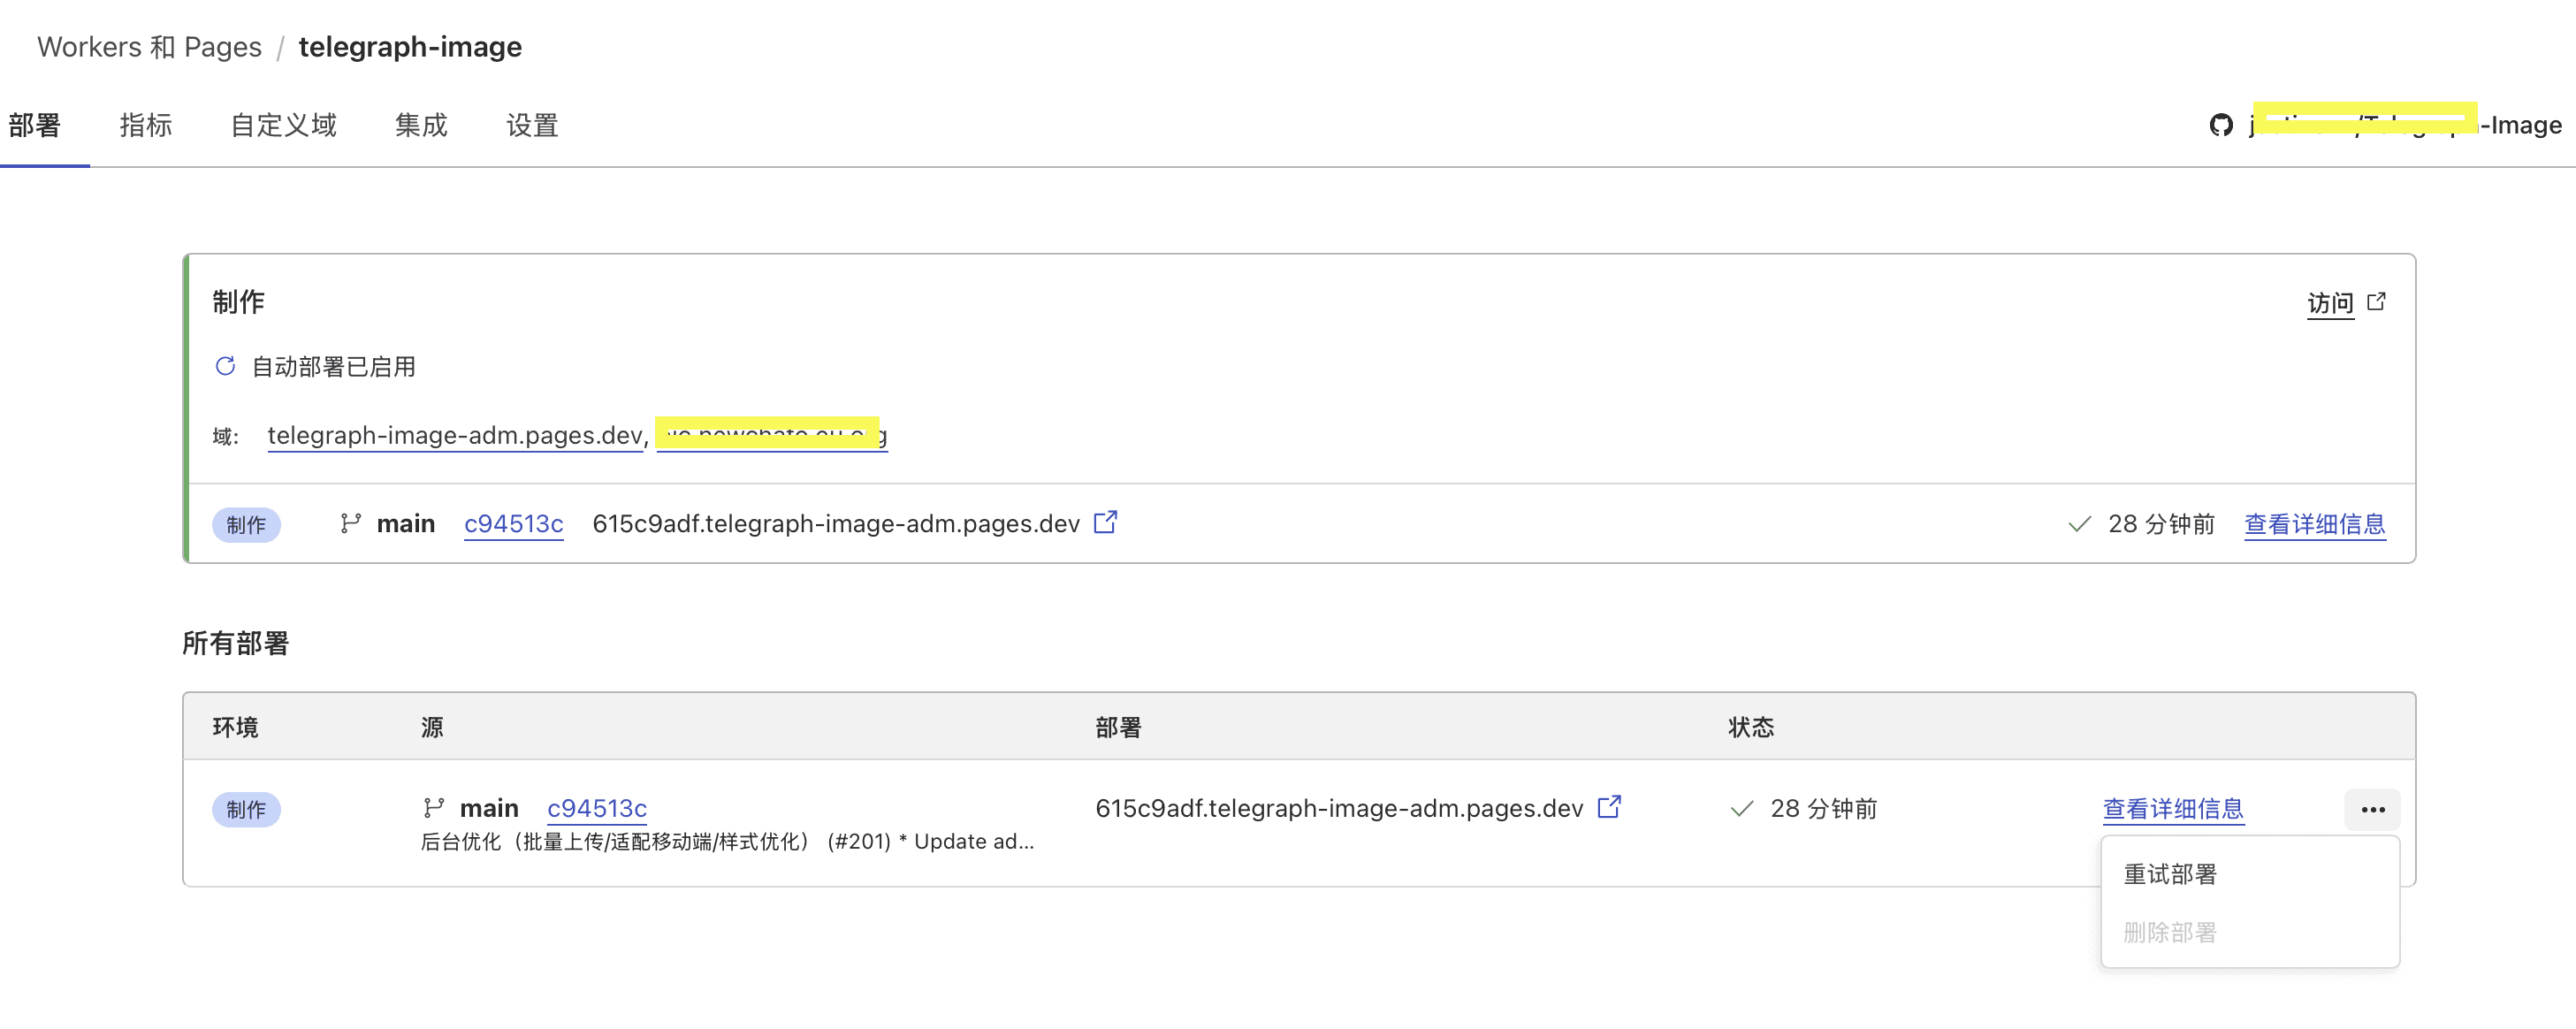 Workers 和 Pages / telegraph-image
部署 指标 自定义域 集成 设置 -Image
制作 访问
自动部署已启用
域: telegraph-image-adm.pages.dev,
制作 main c94513c 615c9adf.telegraph-image-adm.pages.dev 28 分钟前 查看详细信息
所有部署
环境 源 部署 状态
制作 main c94513c 615c9adf.telegraph-image-adm.pages.dev 28 分钟前 查看详细信息
后台优化（批量上传/适配移动端/样式优化） (#201) * Update ad...
重试部署
删除部署